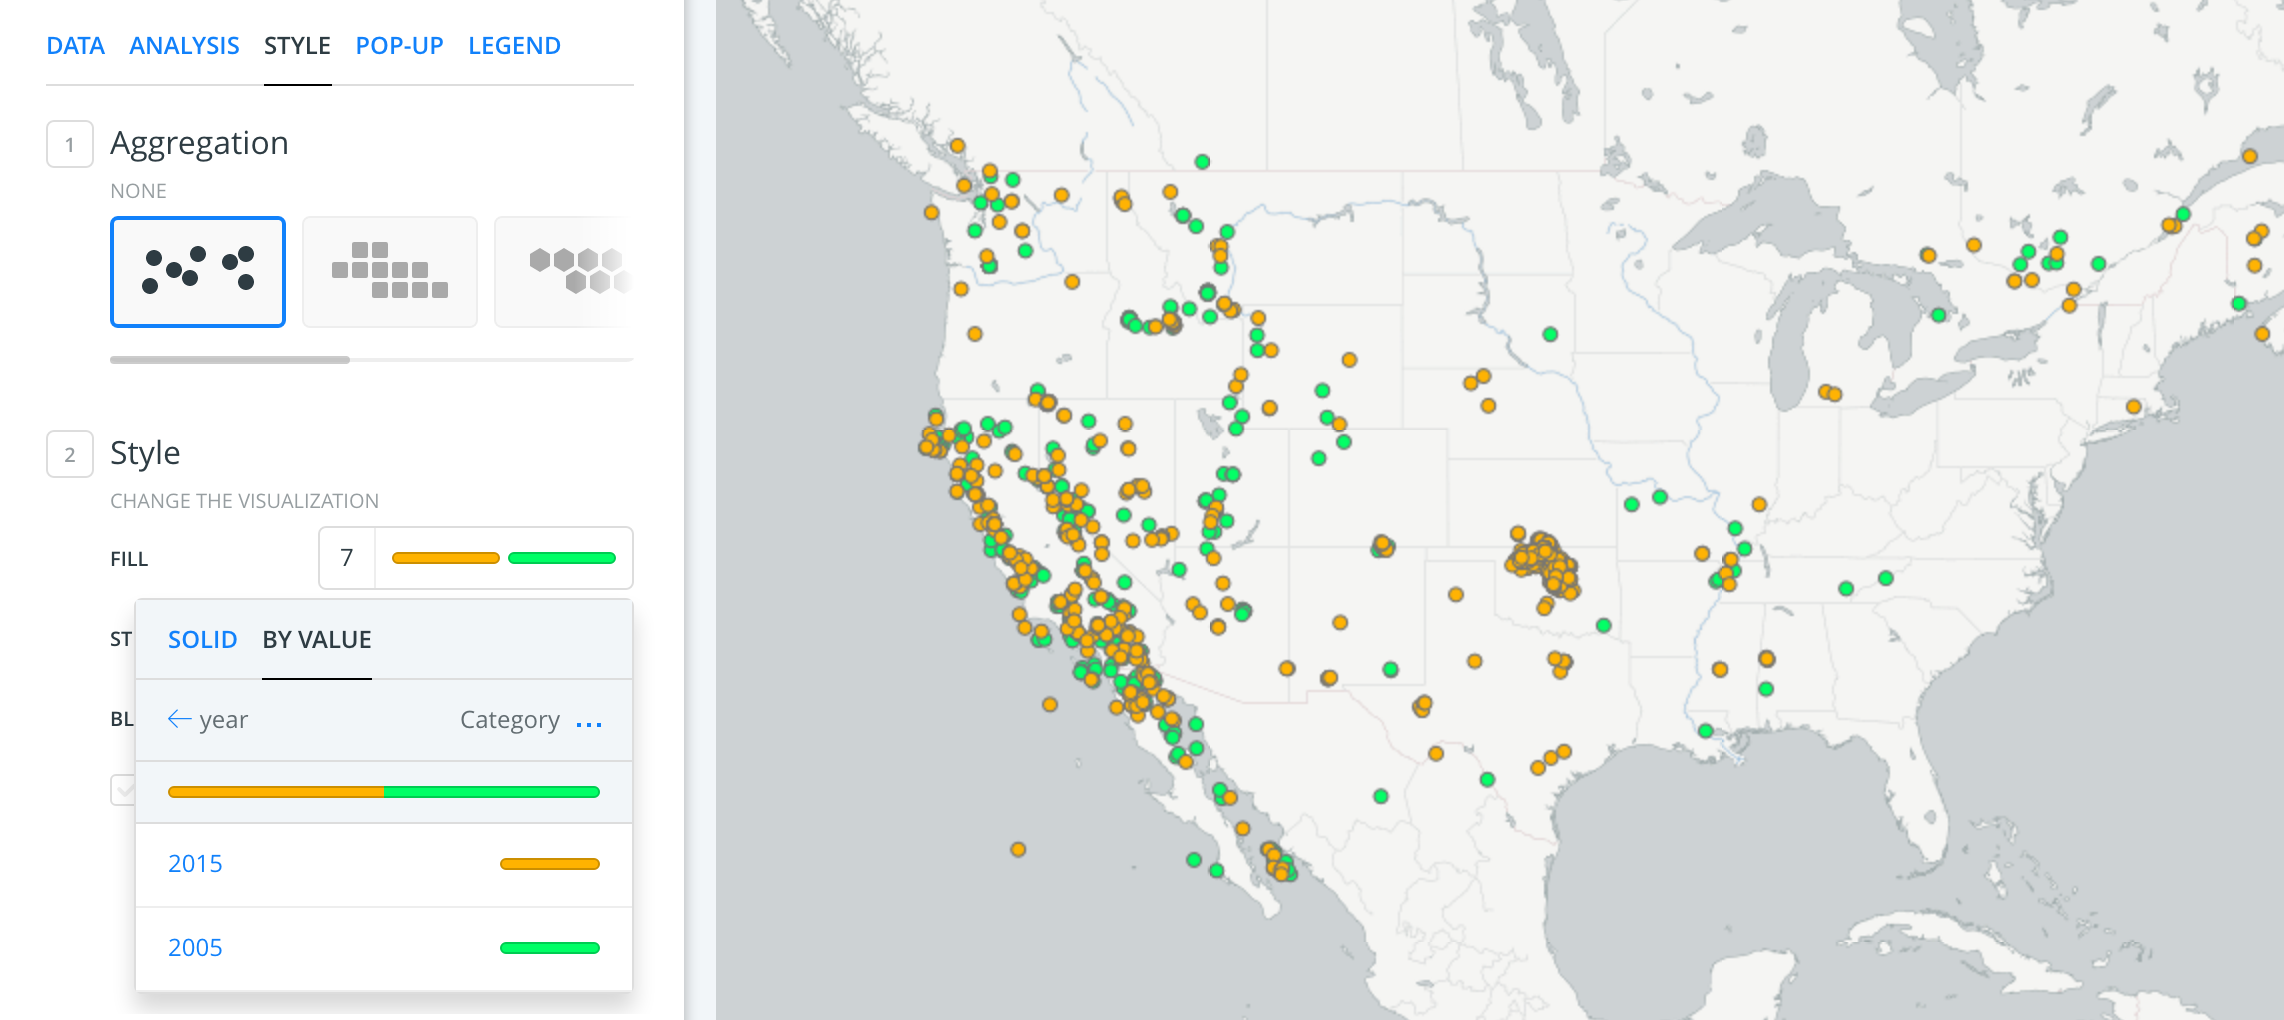 DATA ANALYSIS STYLE POP-UP LEGEND
1 Aggregation
NONE
2 Style
CHANGE THE VISUALIZATION
FILL 7
ST
SOLID BY VALUE
BL
← year Category ...
2015
2005